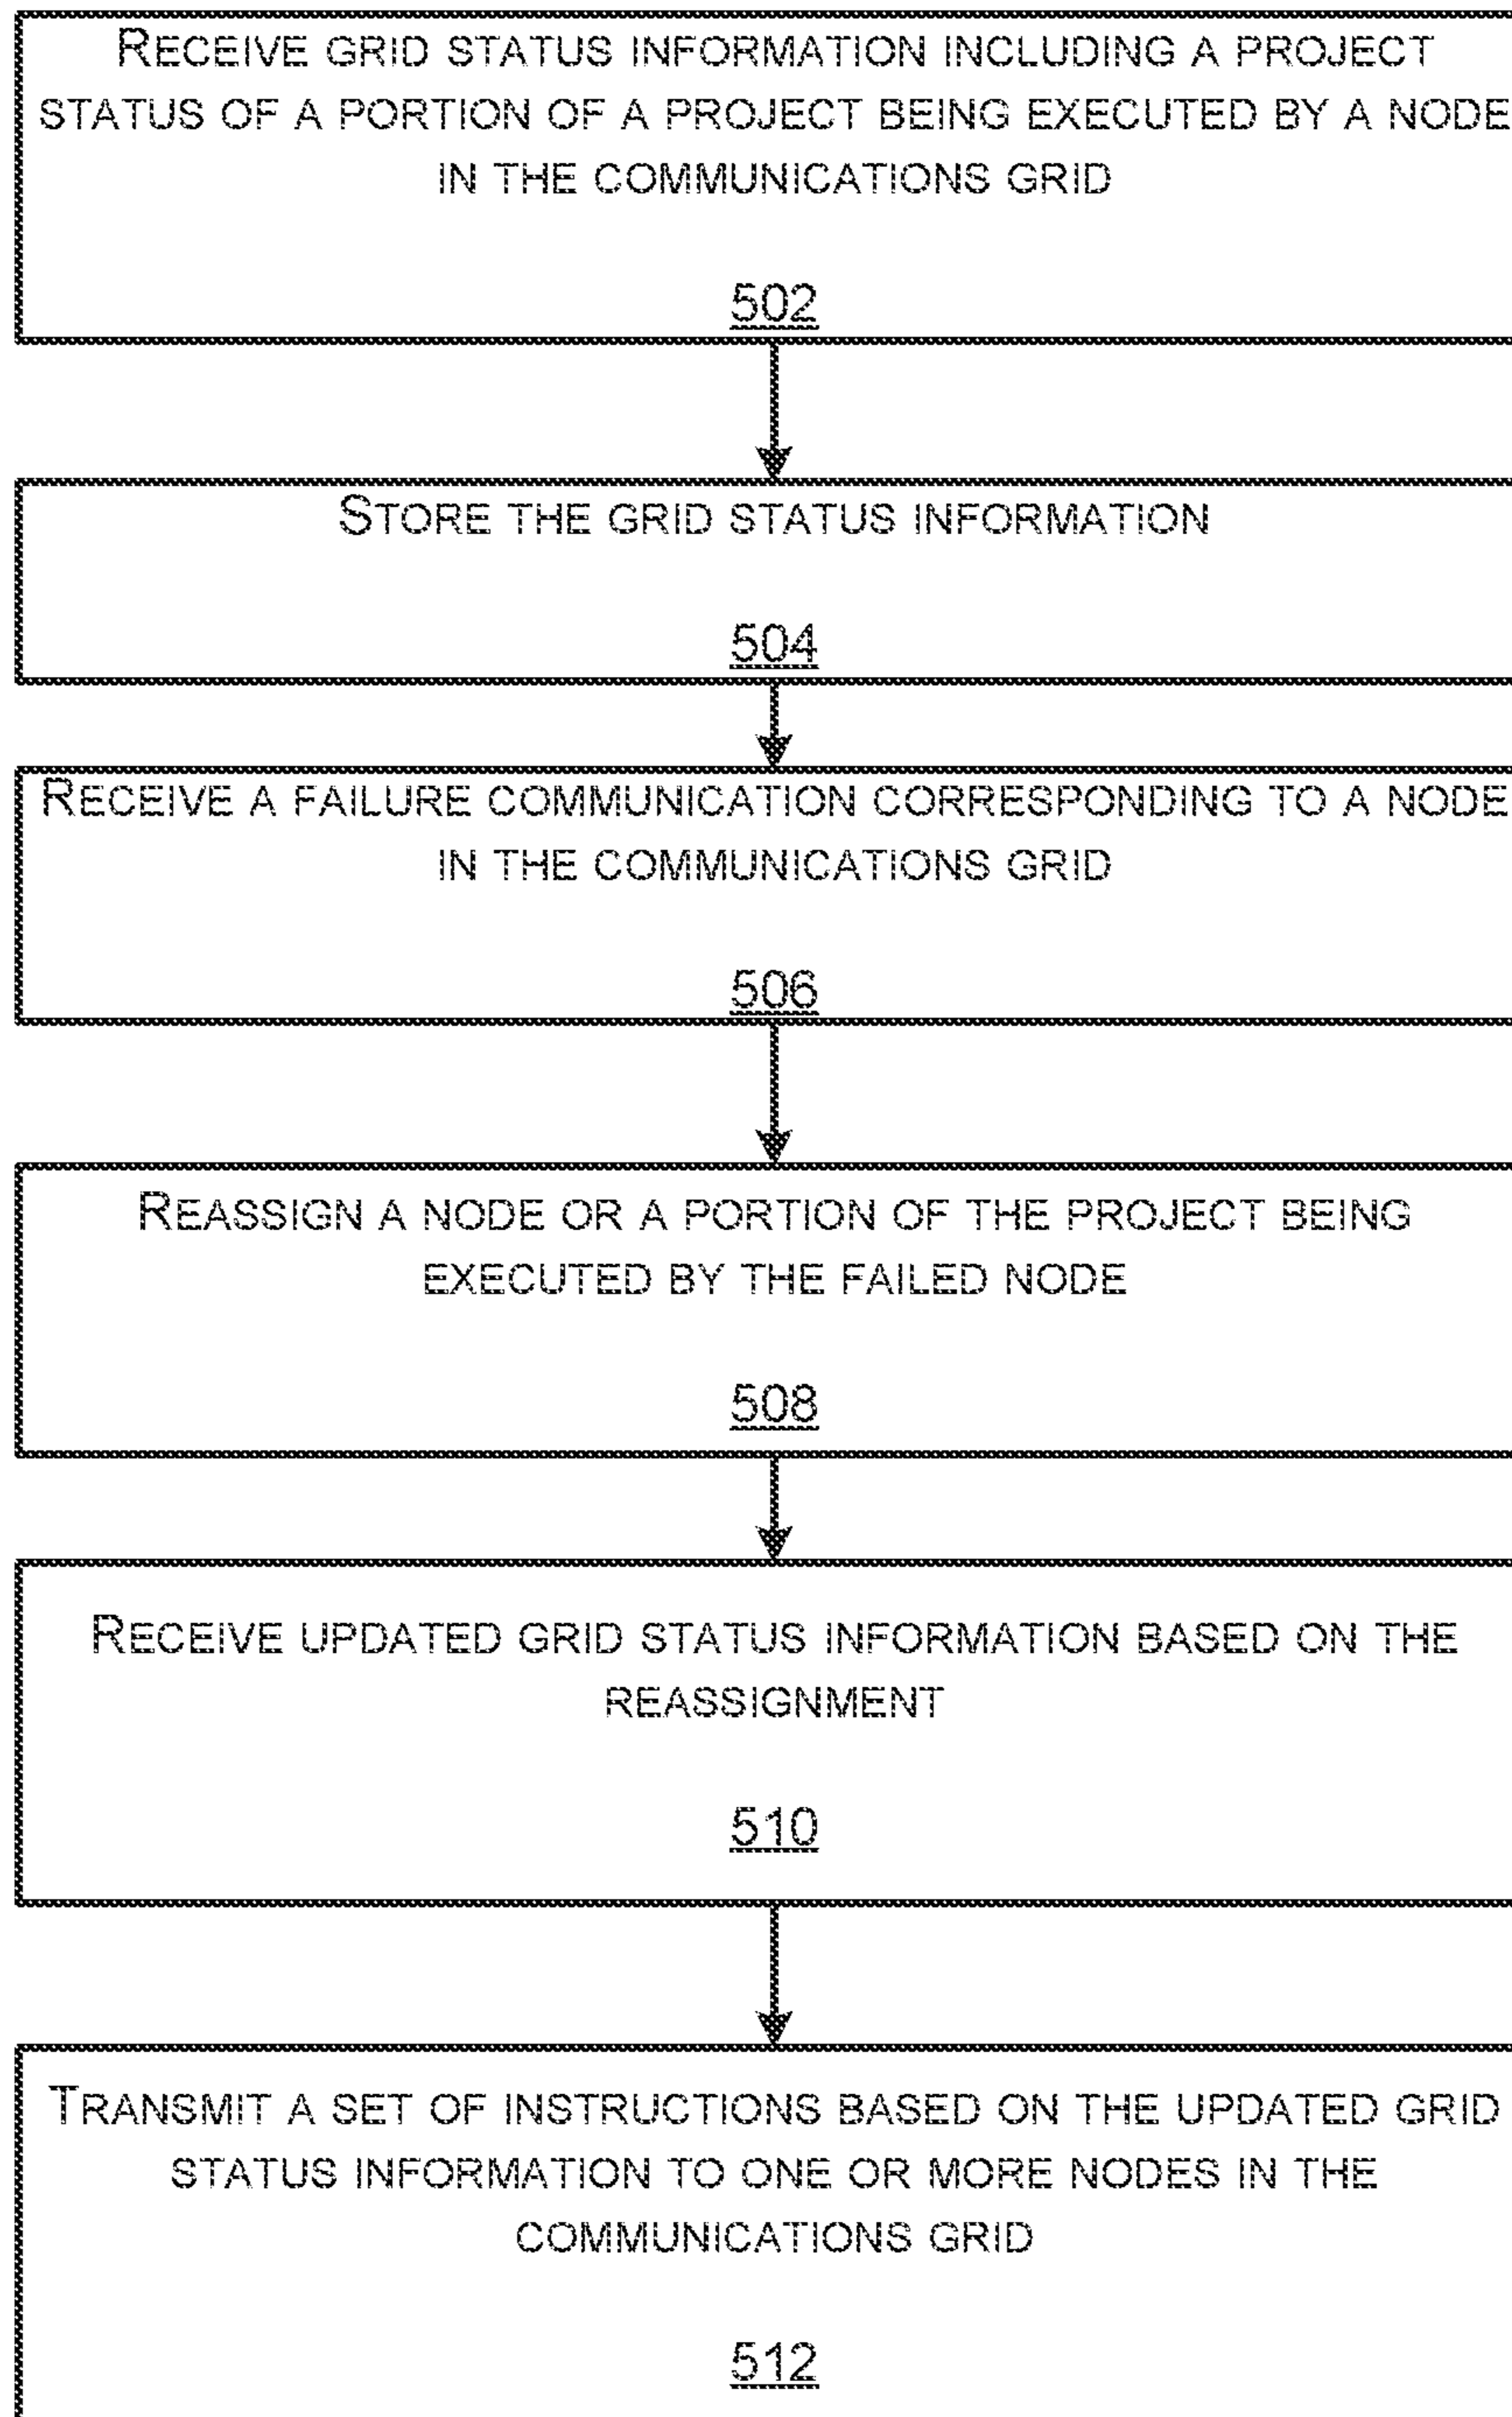 RECEIVE GRID STATUS INFORMATION INCLUDING A PROJECT
STATUS OF A PORTION OF A PROJECT BEING EXECUTED BY A NODE
IN THE COMMUNICATIONS GRID
502
STORE THE GRID STATUS INFORMATION
504
RECEIVE A FAILURE COMMUNICATION CORRESPONDING TO A NODE
IN THE COMMUNICATIONS GRID
506
REASSIGN A NODE OR A PORTION OF THE PROJECT BEING
EXECUTED BY THE FAILED NODE
508
RECEIVE UPDATED GRID STATUS INFORMATION BASED ON THE
REASSIGNMENT
510
TRANSMIT A SET OF INSTRUCTIONS BASED ON THE UPDATED GRID
STATUS INFORMATION TO ONE OR MORE NODES IN THE
COMMUNICATIONS GRID
512